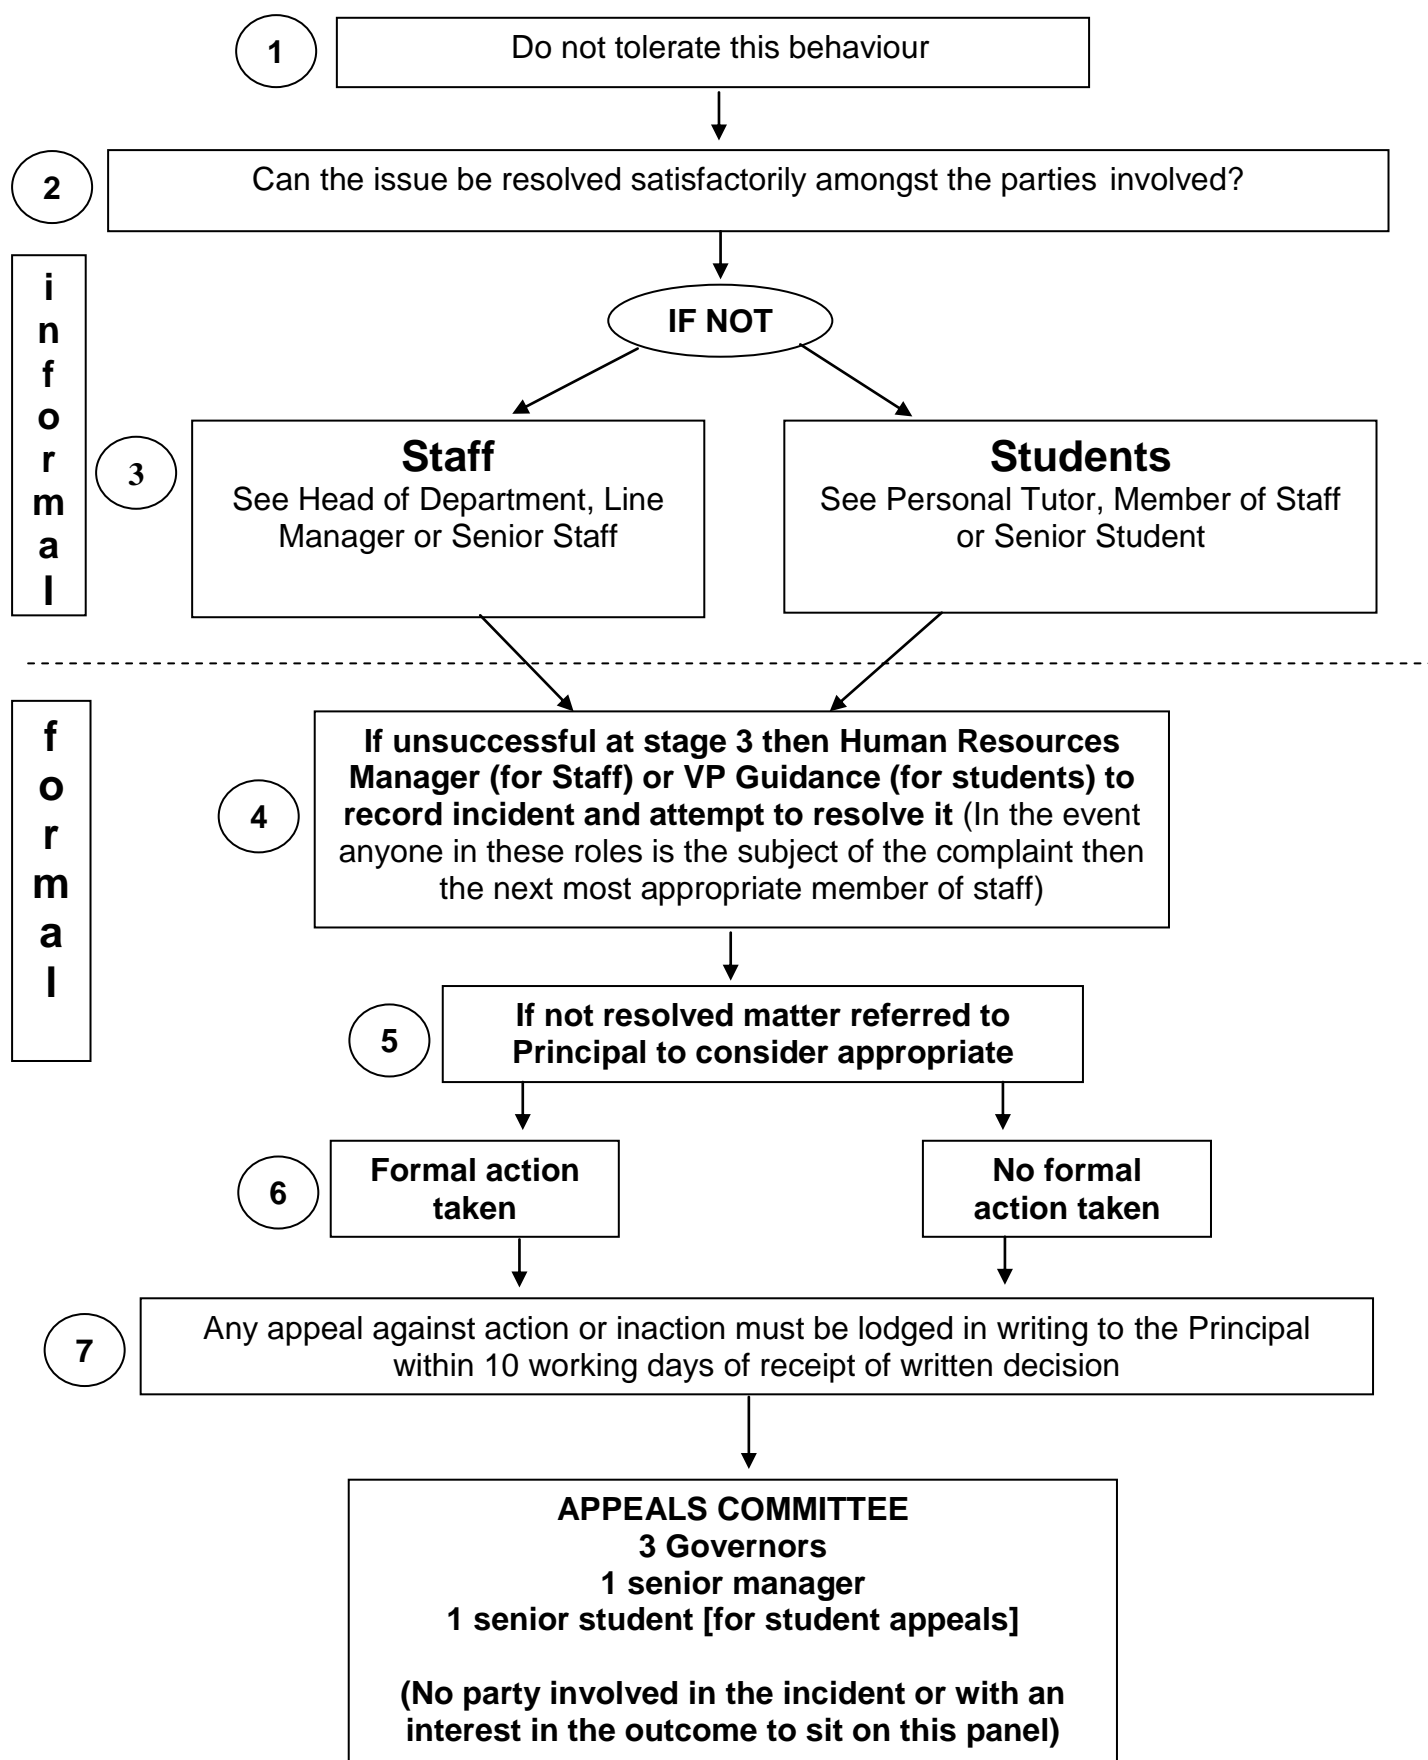 1
Do not tolerate this behaviour
2
Can the issue be resolved satisfactorily amongst the parties involved?
informal
IF NOT
3
Staff
See Head of Department, Line
Manager or Senior Staff
Students
See Personal Tutor, Member of Staff
or Senior Student
formal
4
If unsuccessful at stage 3 then Human Resources
Manager (for Staff) or VP Guidance (for students) to
record incident and attempt to resolve it (In the event
anyone in these roles is the subject of the complaint then
the next most appropriate member of staff)
5
If not resolved matter referred to
Principal to consider appropriate
6
Formal action
taken
No formal
action taken
7
Any appeal against action or inaction must be lodged in writing to the Principal
within 10 working days of receipt of written decision
APPEALS COMMITTEE
3 Governors
1 senior manager
1 senior student [for student appeals]
(No party involved in the incident or with an
interest in the outcome to sit on this panel)